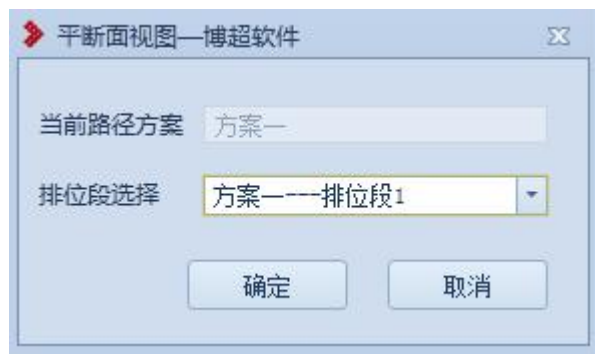 平断面视图—博超软件
当前路径方案 方案一
排位段选择 方案一---排位段1
确定 取消